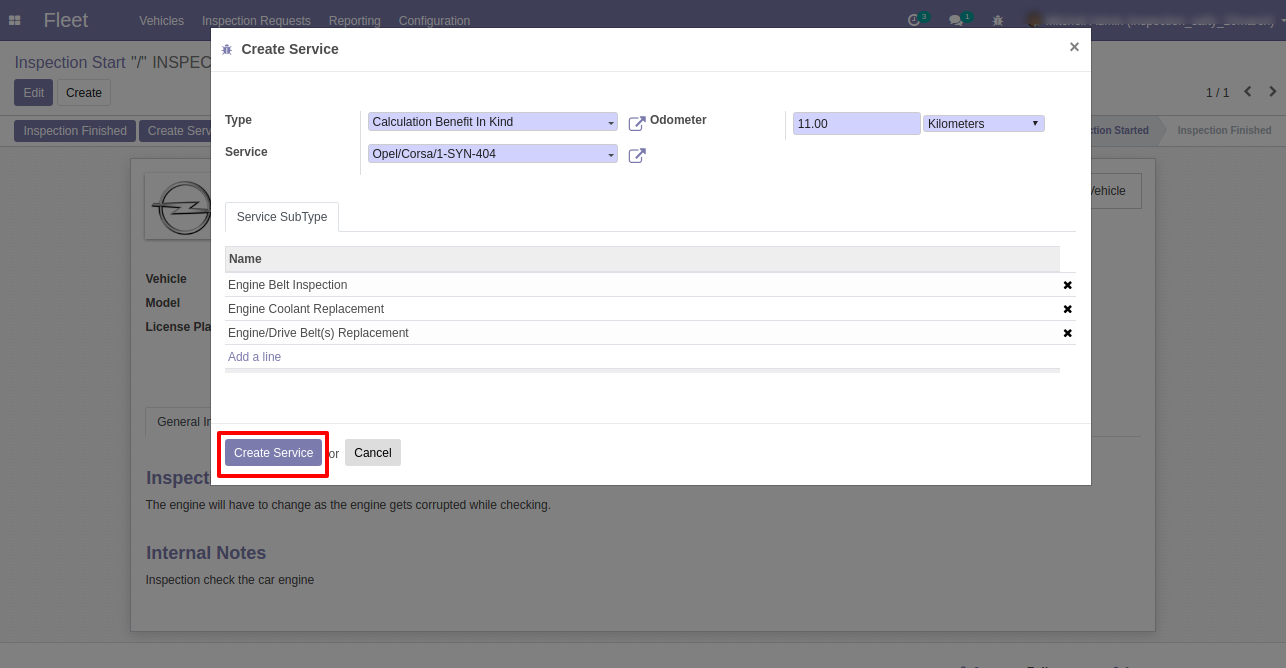 Fleet Vehicles Inspection Requests Reporting Configuration 3 1
Create Service ×
Inspection Start "/" INSPEC
Edit Create 1 / 1
Inspection Finished Create Serv ction Started Inspection Finished
Type Calculation Benefit In Kind Odometer 11.00 Kilometers
Service Opel/Corsa/1-SYN-404
Vehicle
Service SubType
Name
Engine Belt Inspection
Engine Coolant Replacement
Engine/Drive Belt(s) Replacement
Add a line
Vehicle
Model
License Pla
General In
Create Service or Cancel
Inspect
The engine will have to change as the engine gets corrupted while checking.
Internal Notes
Inspection check the car engine